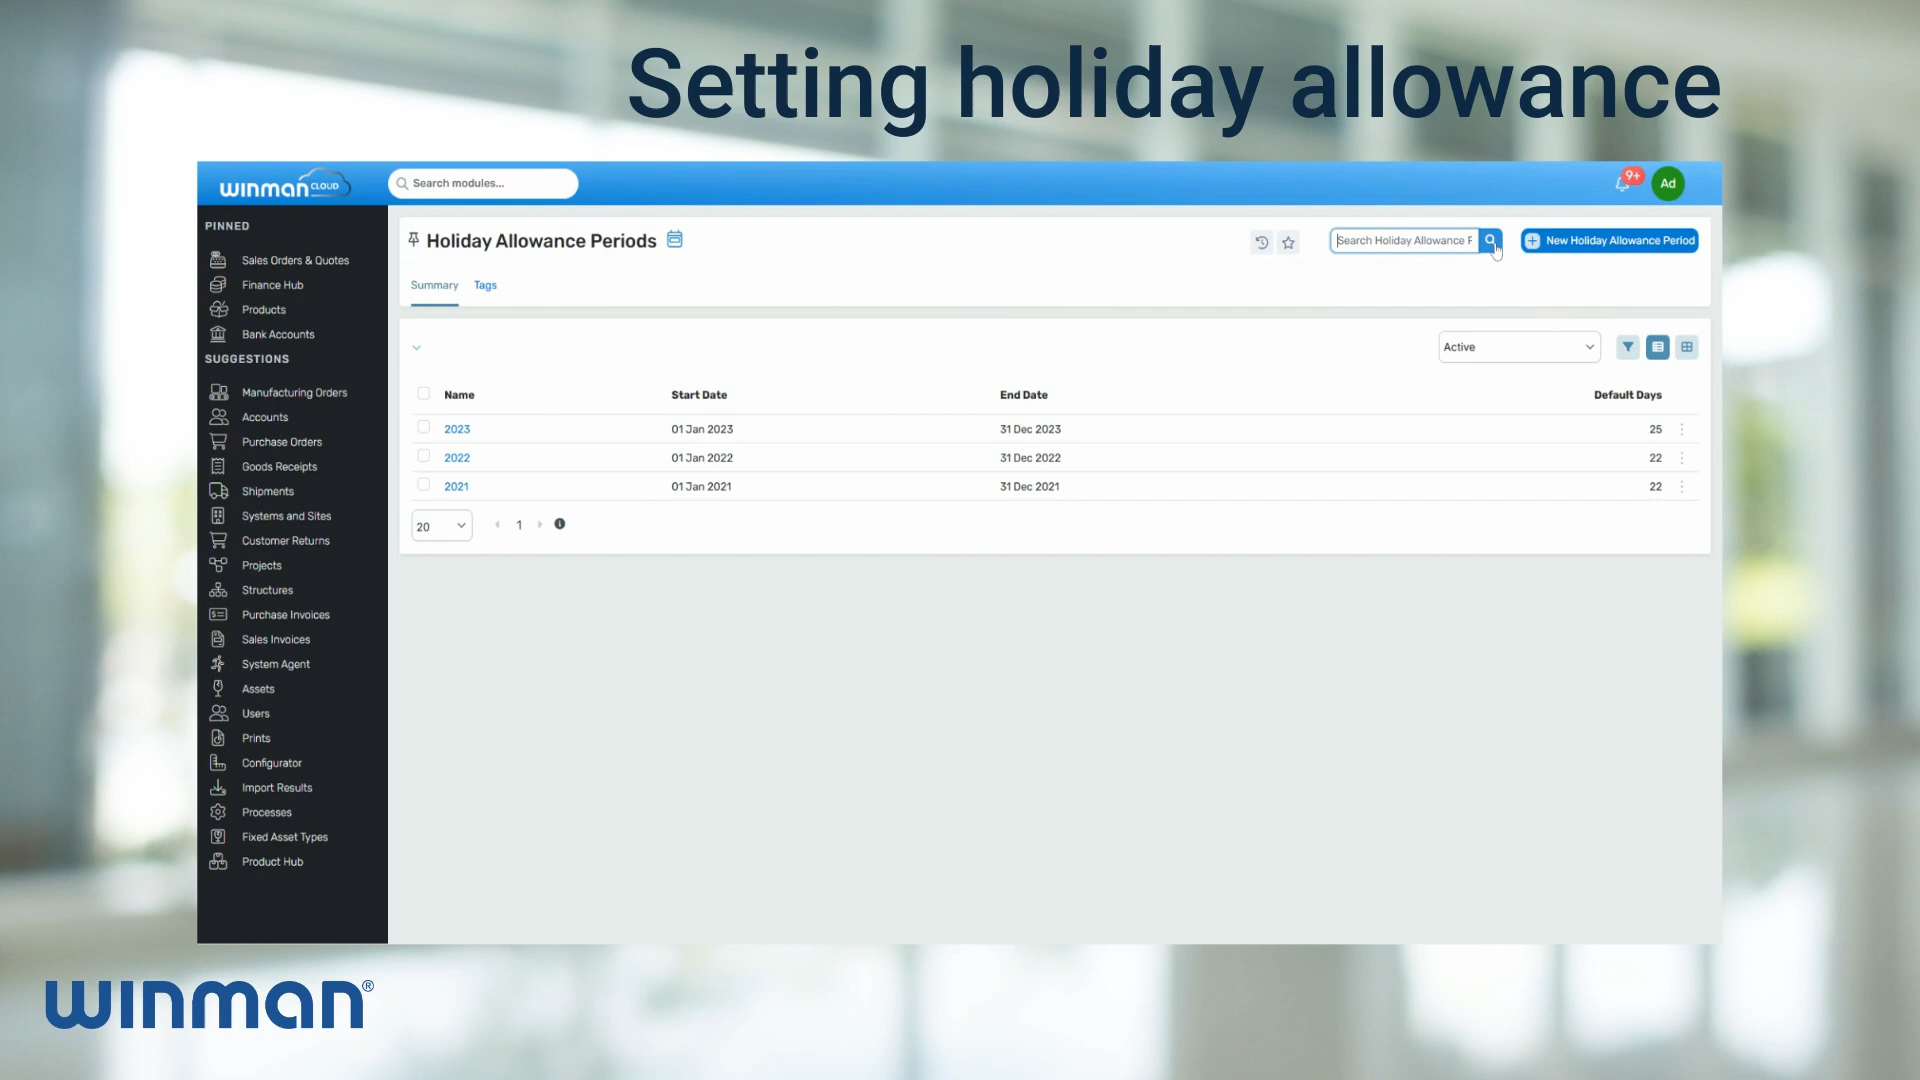 Setting holiday allowance
winman CLOUD
Search modules...
9+
Ad
PINNED
Sales Orders & Quotes
Finance Hub
Products
Bank Accounts
SUGGESTIONS
Manufacturing Orders
Accounts
Purchase Orders
Goods Receipts
Shipments
Systems and Sites
Customer Returns
Projects
Structures
Purchase Invoices
Sales Invoices
System Agent
Assets
Users
Prints
Configurator
Import Results
Processes
Fixed Asset Types
Product Hub
Holiday Allowance Periods
Search Holiday Allowance F
New Holiday Allowance Period
Summary Tags
Active
Name Start Date End Date Default Days
2023 01 Jan 2023 31 Dec 2023 25
2022 01 Jan 2022 31 Dec 2022 22
2021 01 Jan 2021 31 Dec 2021 22
20 1
winman®